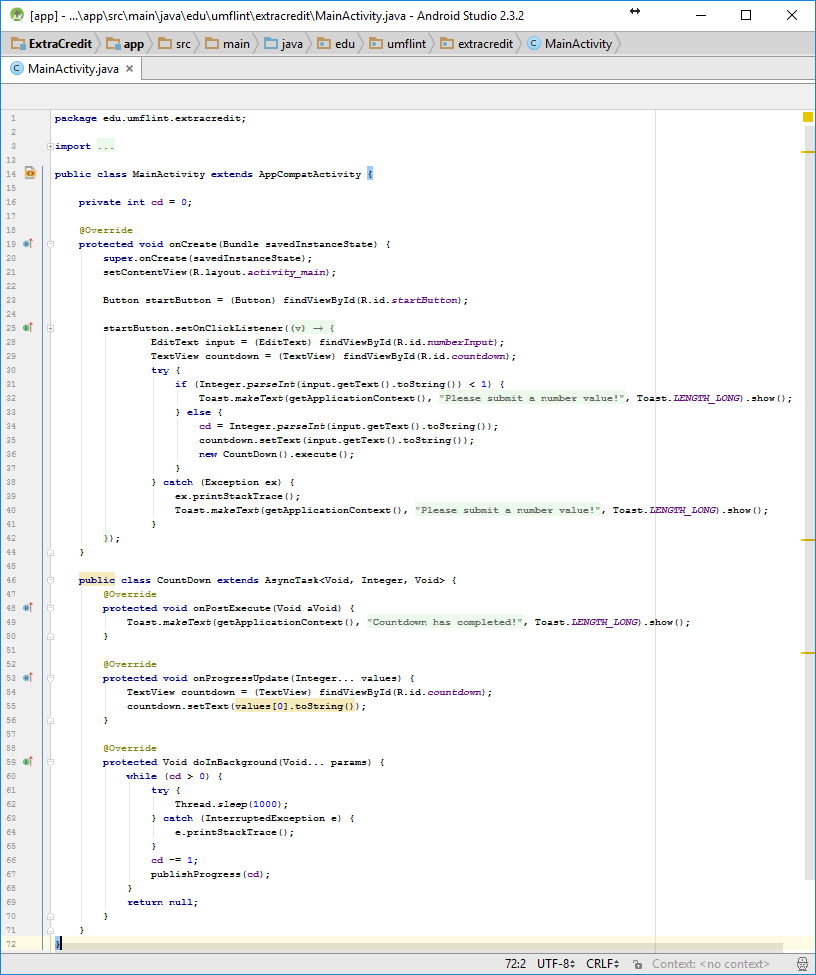 [app] - ...\app\src\main\java\edu\umflint\extracredit\MainActivity.java - Android Studio 2.3.2
ExtraCredit app src main java edu umflint extracredit MainActivity
MainActivity.java
1 package edu.umflint.extracredit;
2
3 import ...
13
14 public class MainActivity extends AppCompatActivity {
15
16     private int cd = 0;
17
18     @Override
19     protected void onCreate(Bundle savedInstanceState) {
20         super.onCreate(savedInstanceState);
21         setContentView(R.layout.activity_main);
22
23         Button startButton = (Button) findViewById(R.id.startButton);
24
25         startButton.setOnClickListener((v) → {
28                 EditText input = (EditText) findViewById(R.id.numberInput);
29                 TextView countdown = (TextView) findViewById(R.id.countdown);
30                 try {
31                     if (Integer.parseInt(input.getText().toString()) < 1) {
32                         Toast.makeText(getApplicationContext(), "Please submit a number value!", Toast.LENGTH_LONG).show();
33                     } else {
34                         cd = Integer.parseInt(input.getText().toString());
35                         countdown.setText(input.getText().toString());
36                         new CountDown().execute();
37                     }
38                 } catch (Exception ex) {
39                     ex.printStackTrace();
40                     Toast.makeText(getApplicationContext(), "Please submit a number value!", Toast.LENGTH_LONG).show();
41                 }
42         });
44     }
45
46     public class CountDown extends AsyncTask<Void, Integer, Void> {
47         @Override
48         protected void onPostExecute(Void aVoid) {
49             Toast.makeText(getApplicationContext(), "Countdown has completed!", Toast.LENGTH_LONG).show();
50         }
51
52         @Override
53         protected void onProgressUpdate(Integer... values) {
54             TextView countdown = (TextView) findViewById(R.id.countdown);
55             countdown.setText(values[0].toString());
56         }
57
58         @Override
59         protected Void doInBackground(Void... params) {
60             while (cd > 0) {
61                 try {
62                     Thread.sleep(1000);
63                 } catch (InterruptedException e) {
64                     e.printStackTrace();
65                 }
66                 cd -= 1;
67                 publishProgress(cd);
68             }
69             return null;
70         }
71     }
72 }
72:2 UTF-8 CRLF Context: <no context>